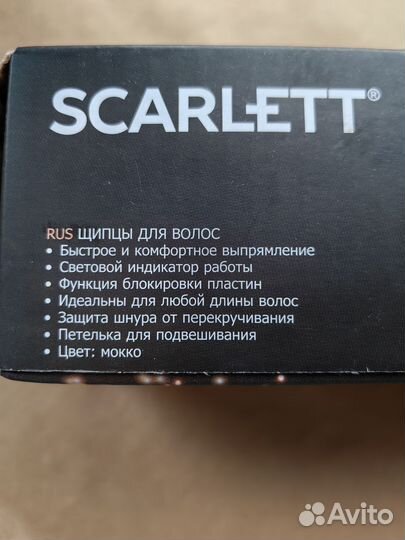 SCARLETT®
RUS ЩИПЦЫ ДЛЯ ВОЛОС
• Быстрое и комфортное выпрямление
• Световой индикатор работы
• Функция блокировки пластин
• Идеальны для любой длины волос
• Защита шнура от перекручивания
• Петелька для подвешивания
• Цвет: мокко
Avito